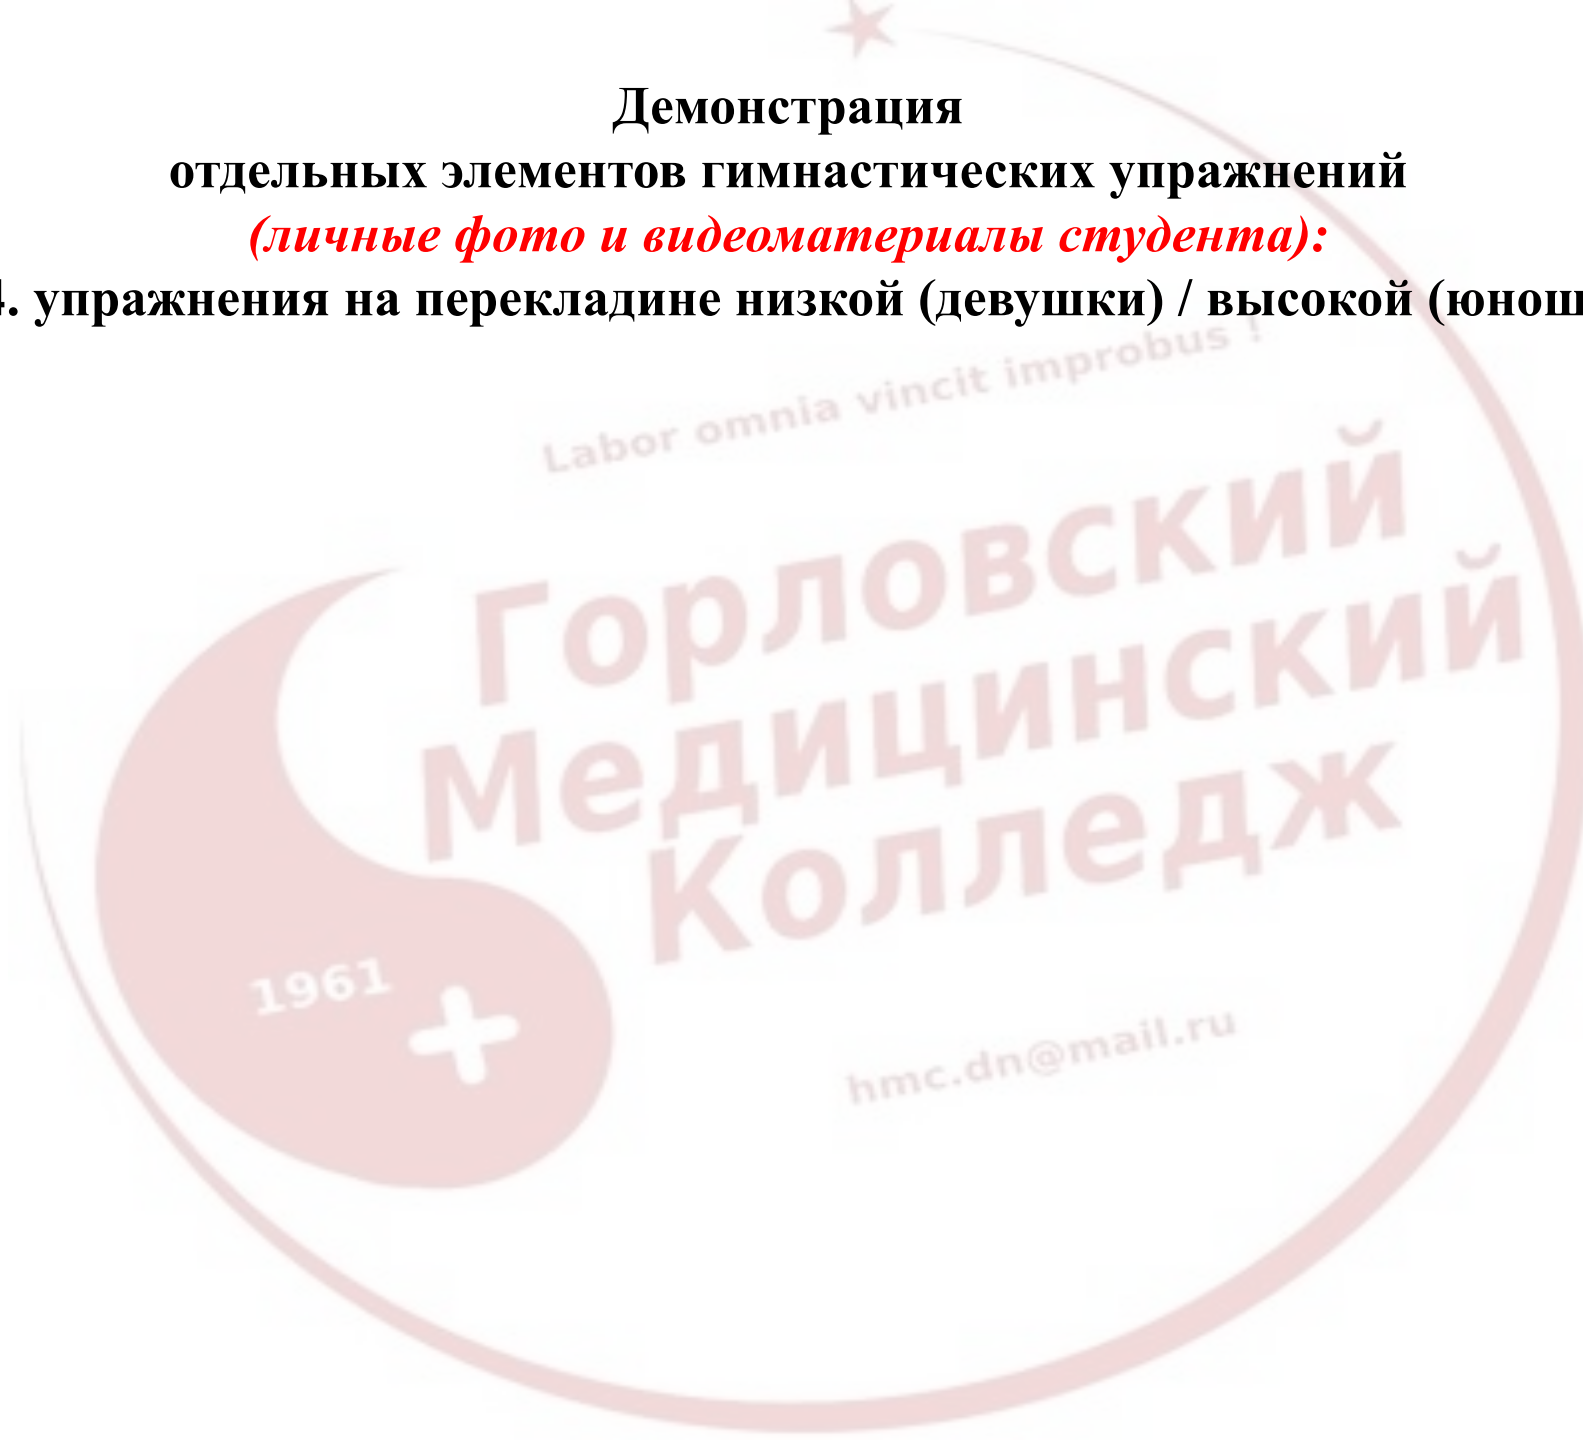 Демонстрация
отдельных элементов гимнастических упражнений
(личные фото и видеоматериалы студента):
4. упражнения на перекладине низкой (девушки) / высокой (юнош
Labor omnia vincit improbus !
Горловский
Медицинский
Колледж
1961
hmc.dn@mail.ru